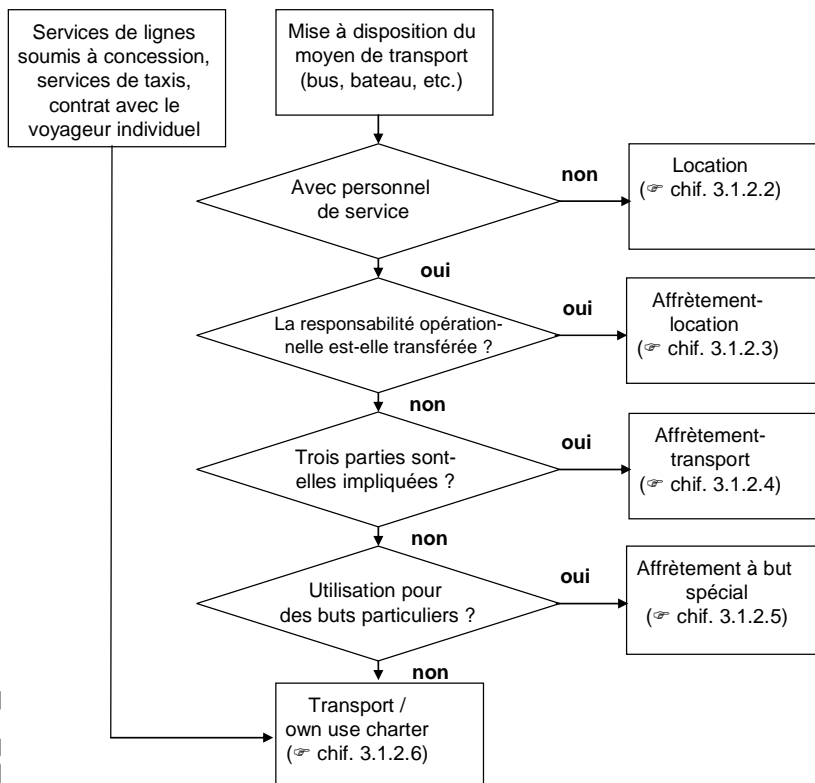 Services de lignes
soumis à concession,
services de taxis,
contrat avec le
voyageur individuel
Mise à disposition du
moyen de transport
(bus, bateau, etc.)
Avec personnel
de service
non
Location
(☞ chif. 3.1.2.2)
oui
La responsabilité opération-
nelle est-elle transférée ?
oui
Affrètement-
location
(☞ chif. 3.1.2.3)
non
Trois parties sont-
elles impliquées ?
oui
Affrètement-
transport
(☞ chif. 3.1.2.4)
non
Utilisation pour
des buts particuliers ?
oui
Affrètement à but
spécial
(☞ chif. 3.1.2.5)
non
Transport /
own use charter
(☞ chif. 3.1.2.6)